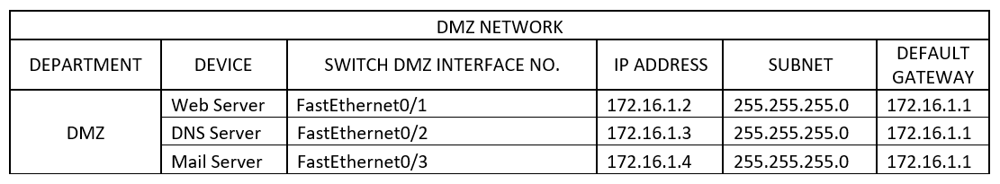 DMZ NETWORK
DEPARTMENT DEVICE SWITCH DMZ INTERFACE NO. IP ADDRESS SUBNET DEFAULT GATEWAY
DMZ
Web Server FastEthernet0/1 172.16.1.2 255.255.255.0 172.16.1.1
DNS Server FastEthernet0/2 172.16.1.3 255.255.255.0 172.16.1.1
Mail Server FastEthernet0/3 172.16.1.4 255.255.255.0 172.16.1.1